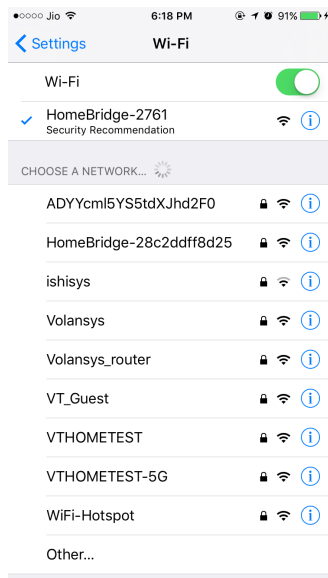 Jio 6:18 PM 91%
Settings Wi-Fi
Wi-Fi
HomeBridge-2761
Security Recommendation
CHOOSE A NETWORK...
ADYYcml5YS5tdXJhd2F0
HomeBridge-28c2ddff8d25
ishisys
Volansys
Volansys_router
VT_Guest
VTHOMETEST
VTHOMETEST-5G
WiFi-Hotspot
Other...